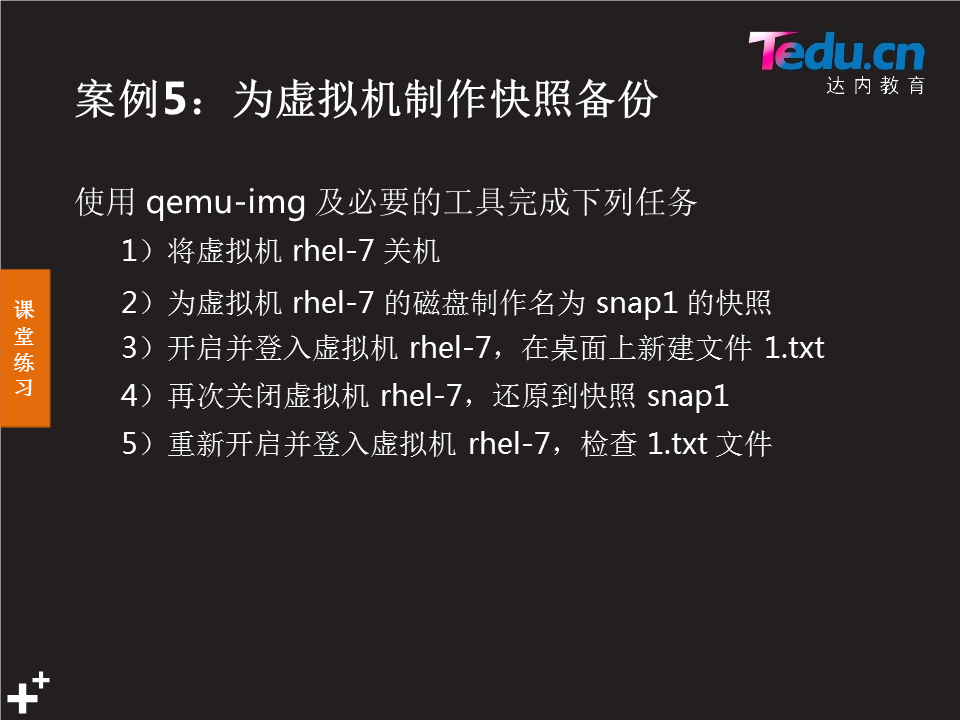 Tedu.cn
达内教育
案例5：为虚拟机制作快照备份
使用 qemu-img 及必要的工具完成下列任务
1）将虚拟机 rhel-7 关机
2）为虚拟机 rhel-7 的磁盘制作名为 snap1 的快照
3）开启并登入虚拟机 rhel-7，在桌面上新建文件 1.txt
4）再次关闭虚拟机 rhel-7，还原到快照 snap1
5）重新开启并登入虚拟机 rhel-7，检查 1.txt 文件
课
堂
练
习